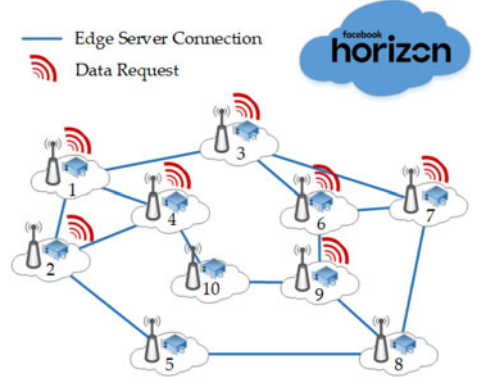 Edge Server Connection
Data Request
facebook
horizon
3
1
4
6
7
2
10
9
5
8